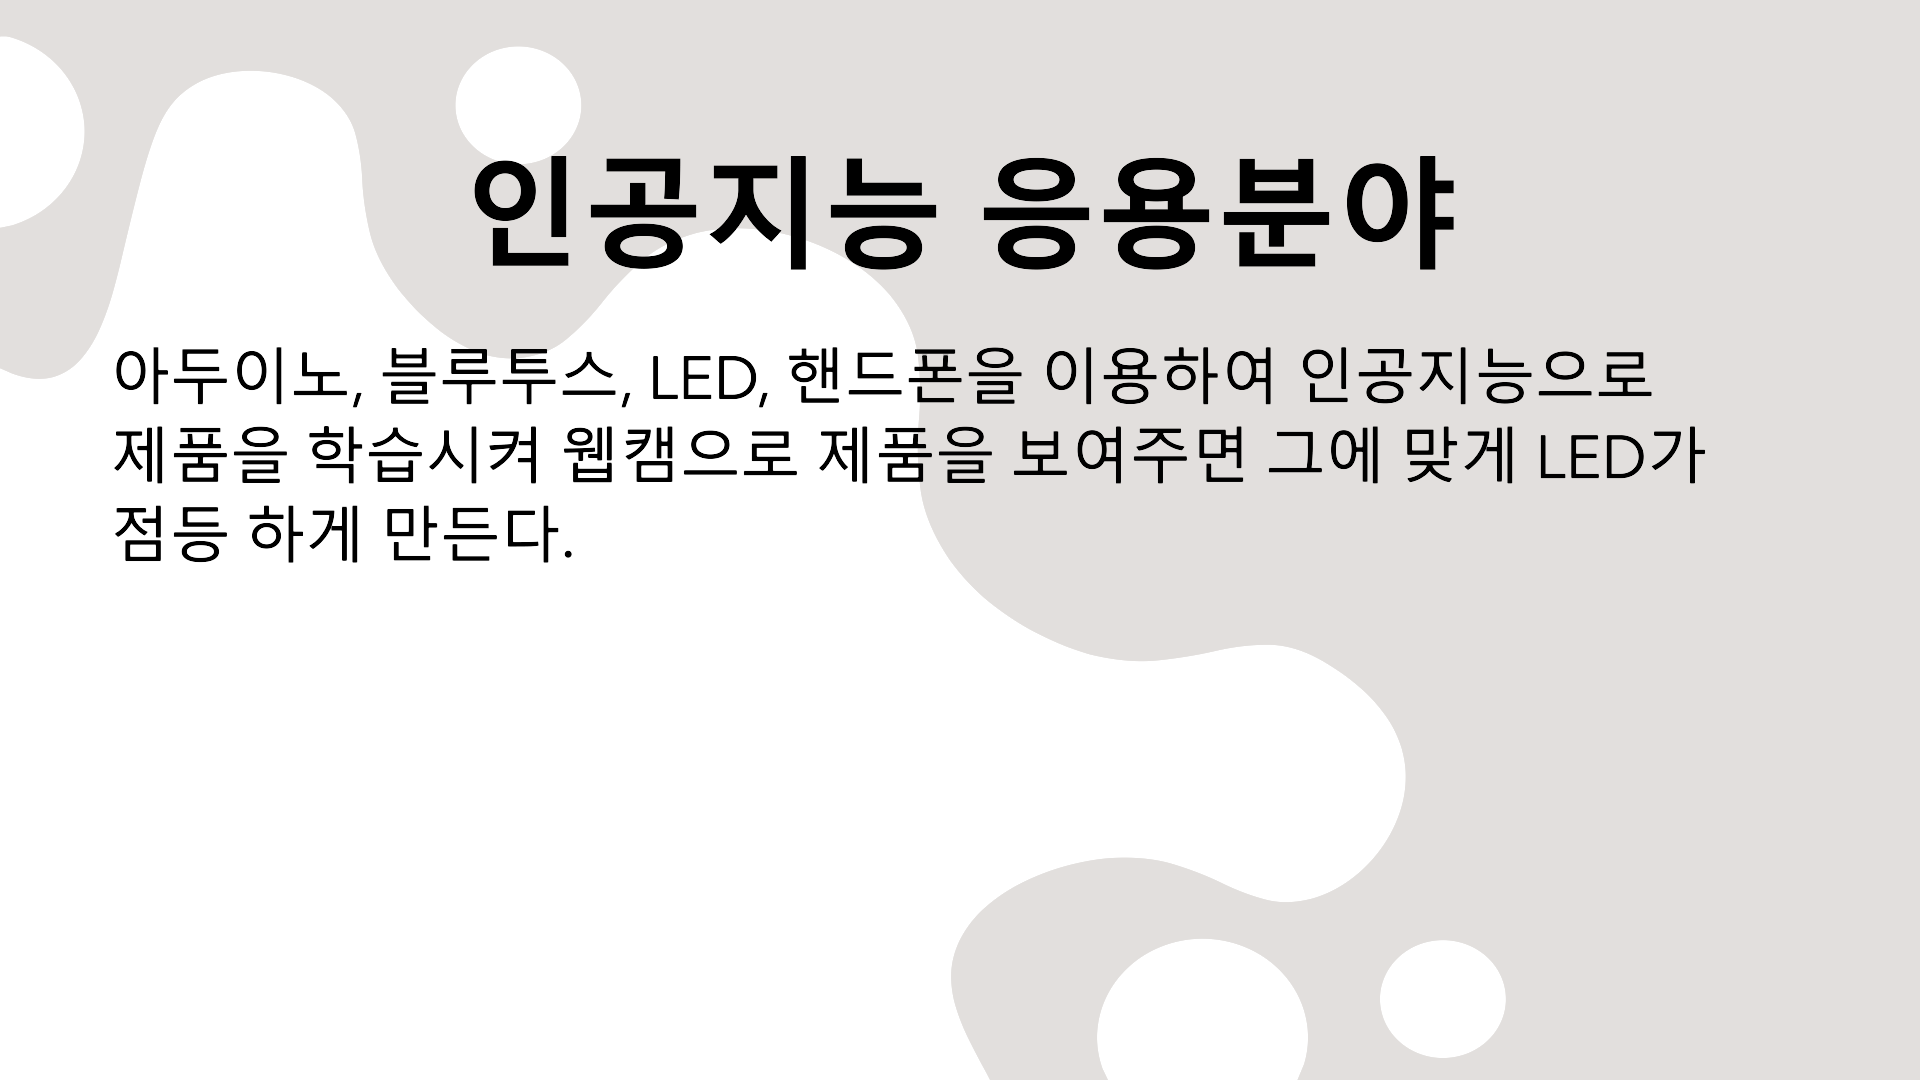 인공지능 응용분야
아두이노, 블루투스, LED, 핸드폰을 이용하여 인공지능으로
제품을 학습시켜 웹캠으로 제품을 보여주면 그에 맞게 LED가
점등 하게 만든다.